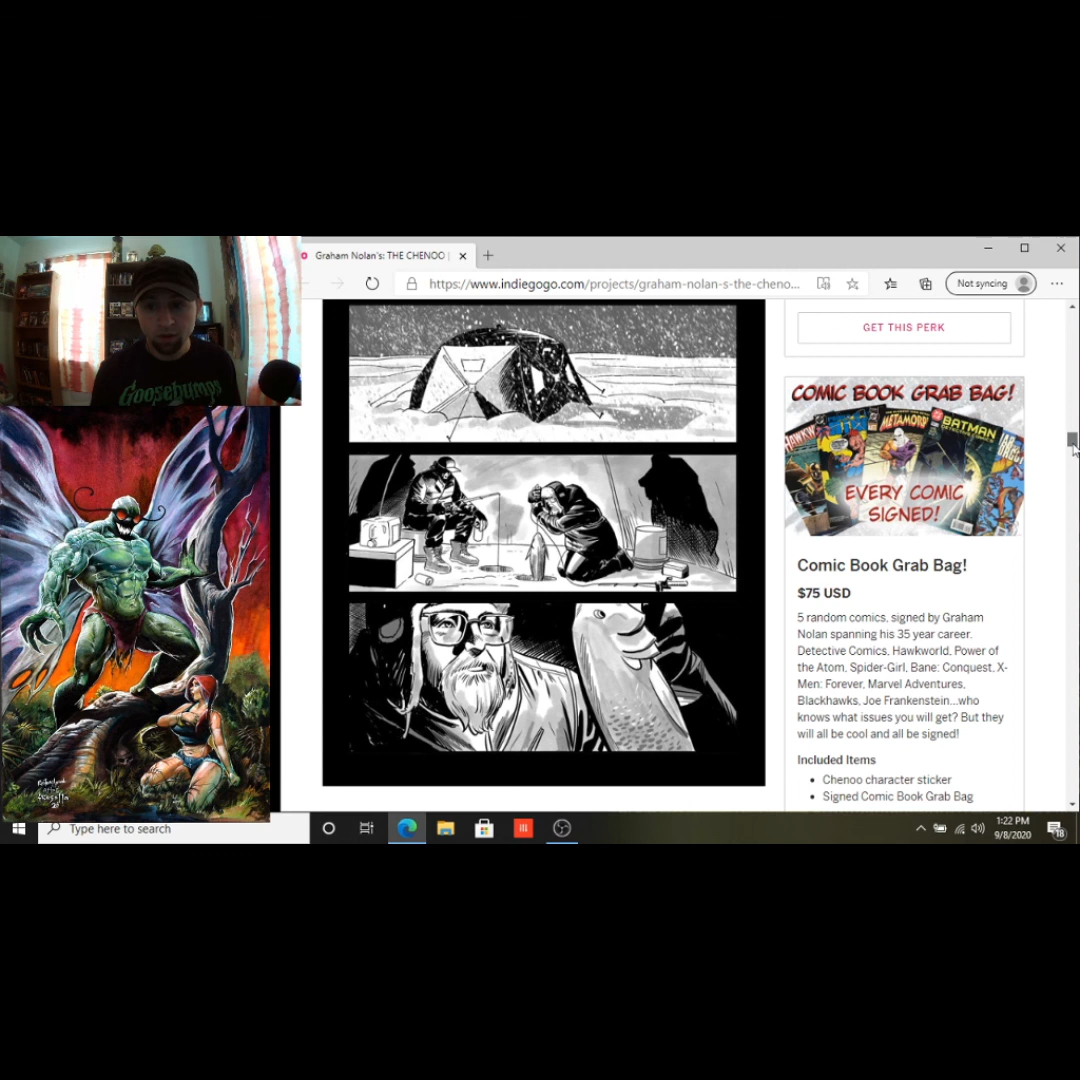 Graham Nolan's: THE CHENOO |
https://www.indiegogo.com/projects/graham-nolan-s-the-cheno...
Not syncing
Goosebumps
GET THIS PERK
COMIC BOOK GRAB BAG!
HAWKW
METAMOR
BATMAN
EVERY COMIC
SIGNED!
Comic Book Grab Bag!
$75 USD
5 random comics, signed by Graham
Nolan spanning his 35 year career.
Detective Comics, Hawkworld, Power of
the Atom, Spider-Girl, Bane: Conquest, X-
Men: Forever, Marvel Adventures,
Blackhawks, Joe Frankenstein...who
knows what issues you will get? But they
will all be cool and all be signed!
Included Items
Chenoo character sticker
Signed Comic Book Grab Bag
Type here to search
1:22 PM
9/8/2020
18